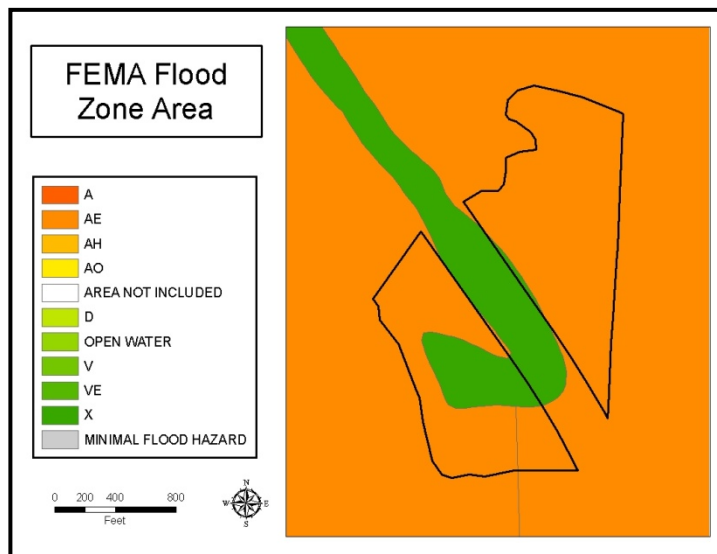 FEMA Flood
Zone Area
A
AE
AH
AO
AREA NOT INCLUDED
D
OPEN WATER
V
VE
X
MINIMAL FLOOD HAZARD
0 200 400 800
Feet
N
W E
S